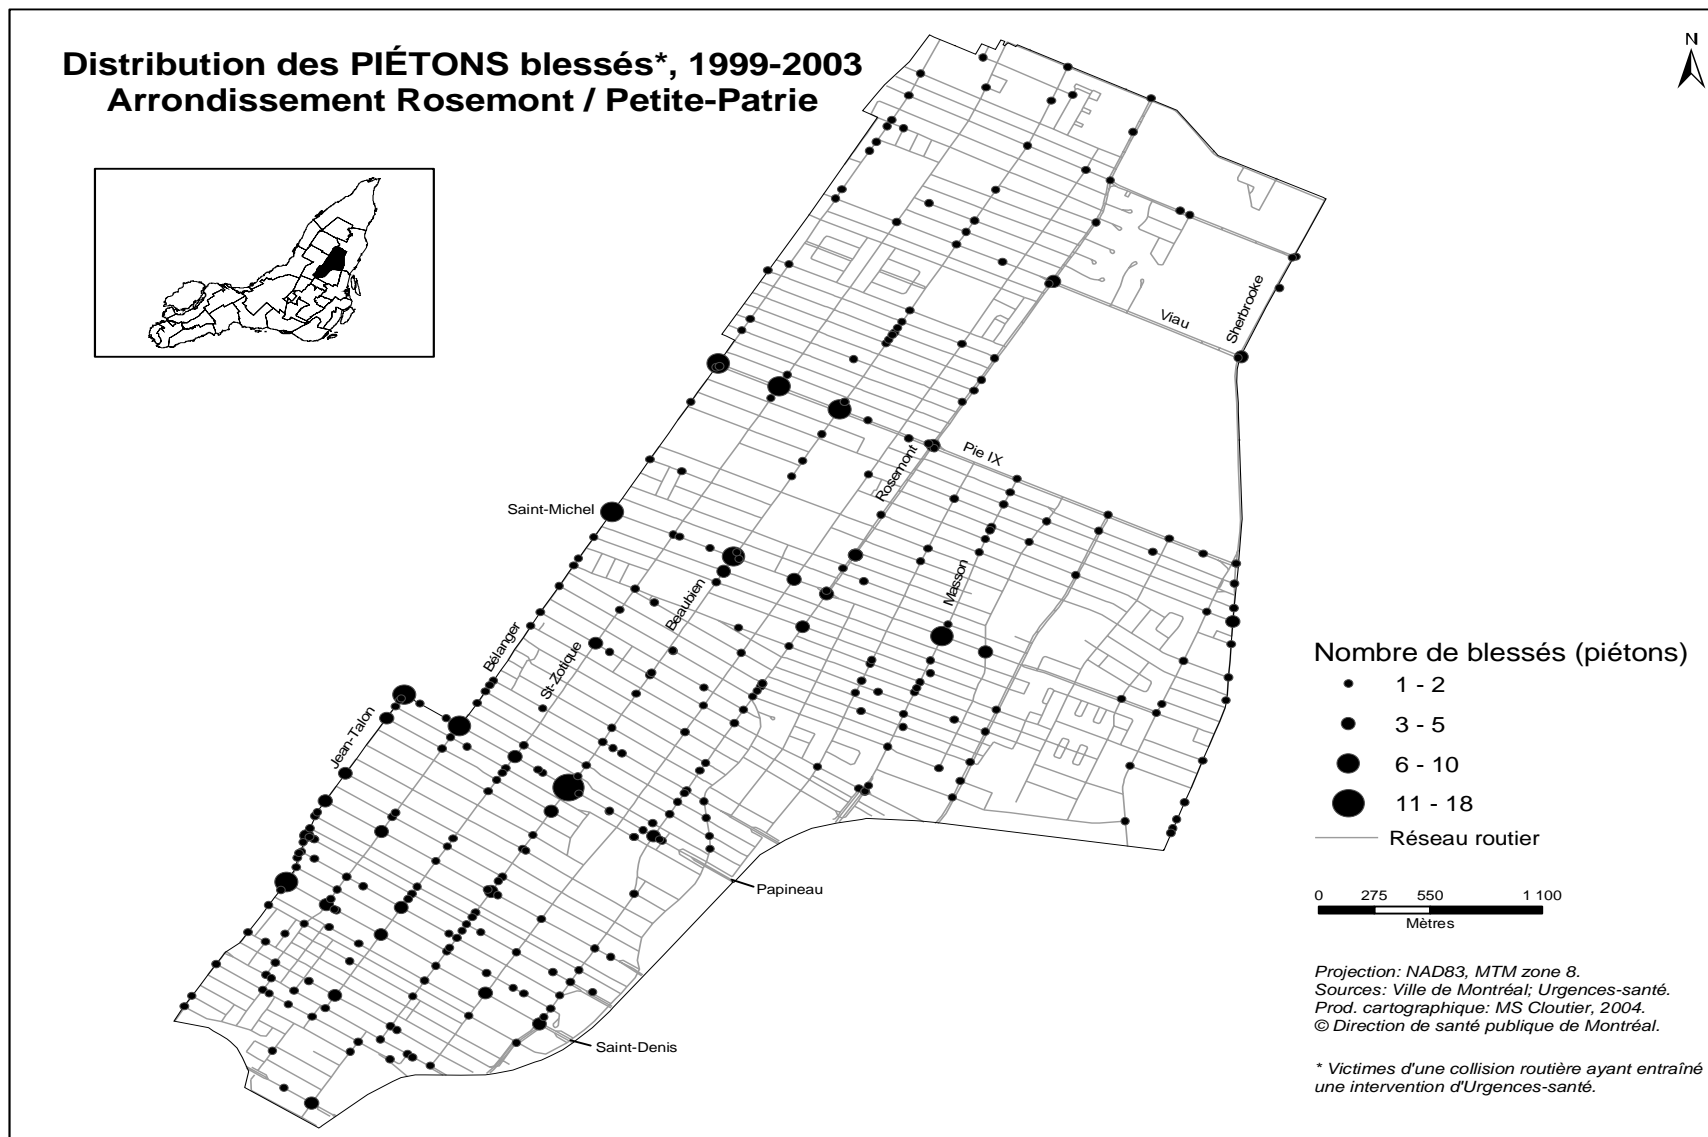 Distribution des PIÉTONS blessés*, 1999-2003
Arrondissement Rosemont / Petite-Patrie
N
Sherbrooke
Viau
Pie IX
Rosemont
Saint-Michel
Masson
Beaubien
Bélanger
St-Zotique
Jean-Talon
Papineau
Saint-Denis
Nombre de blessés (piétons)
1 - 2
3 - 5
6 - 10
11 - 18
Réseau routier
0 275 550 1 100
Mètres
Projection: NAD83, MTM zone 8.
Sources: Ville de Montréal; Urgences-santé.
Prod. cartographique: MS Cloutier, 2004.
© Direction de santé publique de Montréal.
* Victimes d'une collision routière ayant entraîné
une intervention d'Urgences-santé.